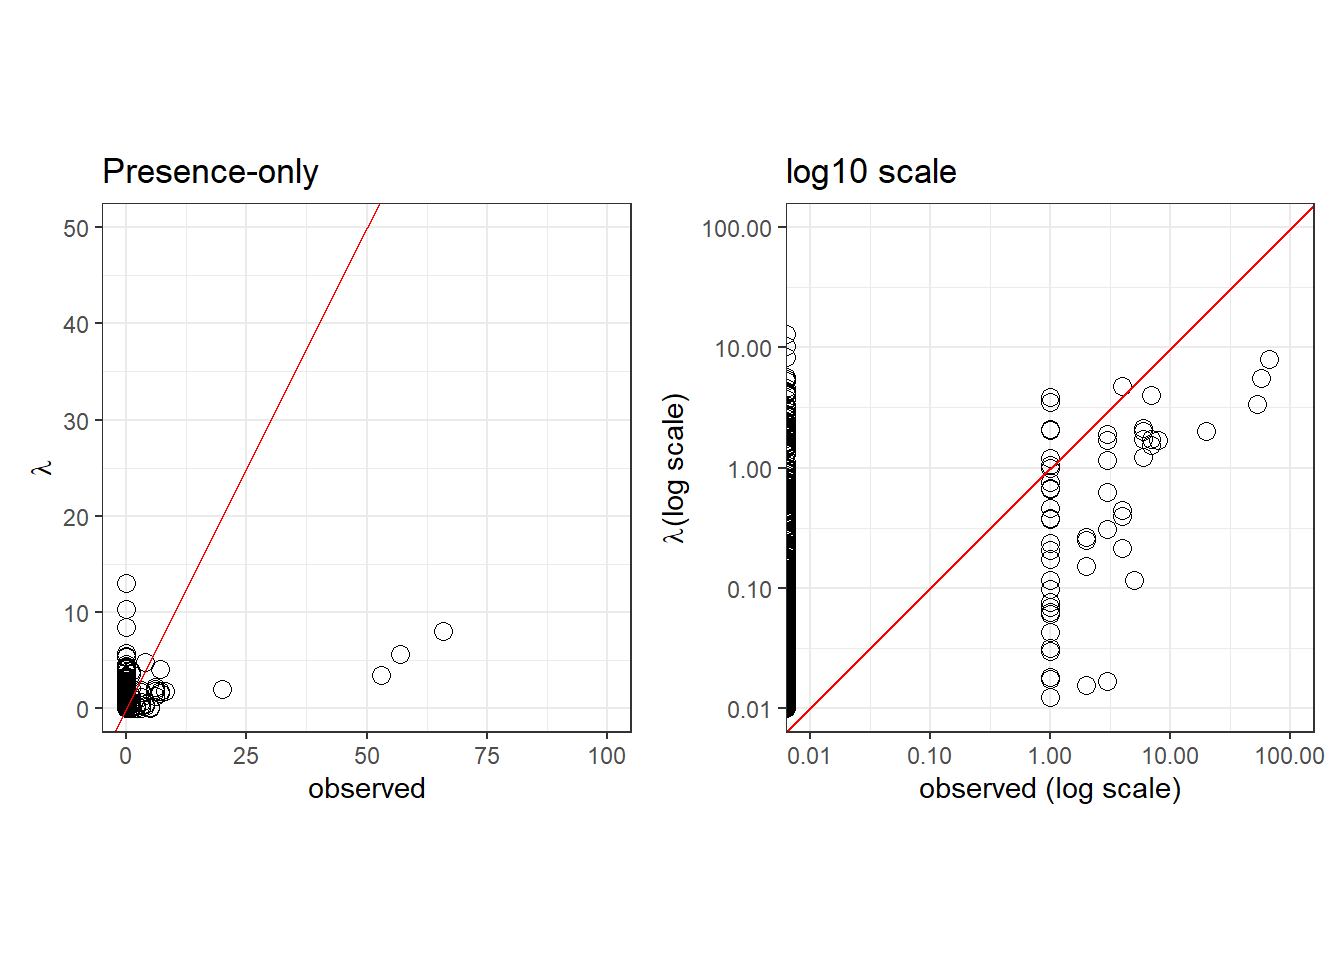 Presence-only
50
40
30
20
10
0
λ
0 25 50 75 100
observed
log10 scale
100.00
10.00
1.00
0.10
0.01
λ(log scale)
0.01 0.10 1.00 10.00 100.00
observed (log scale)